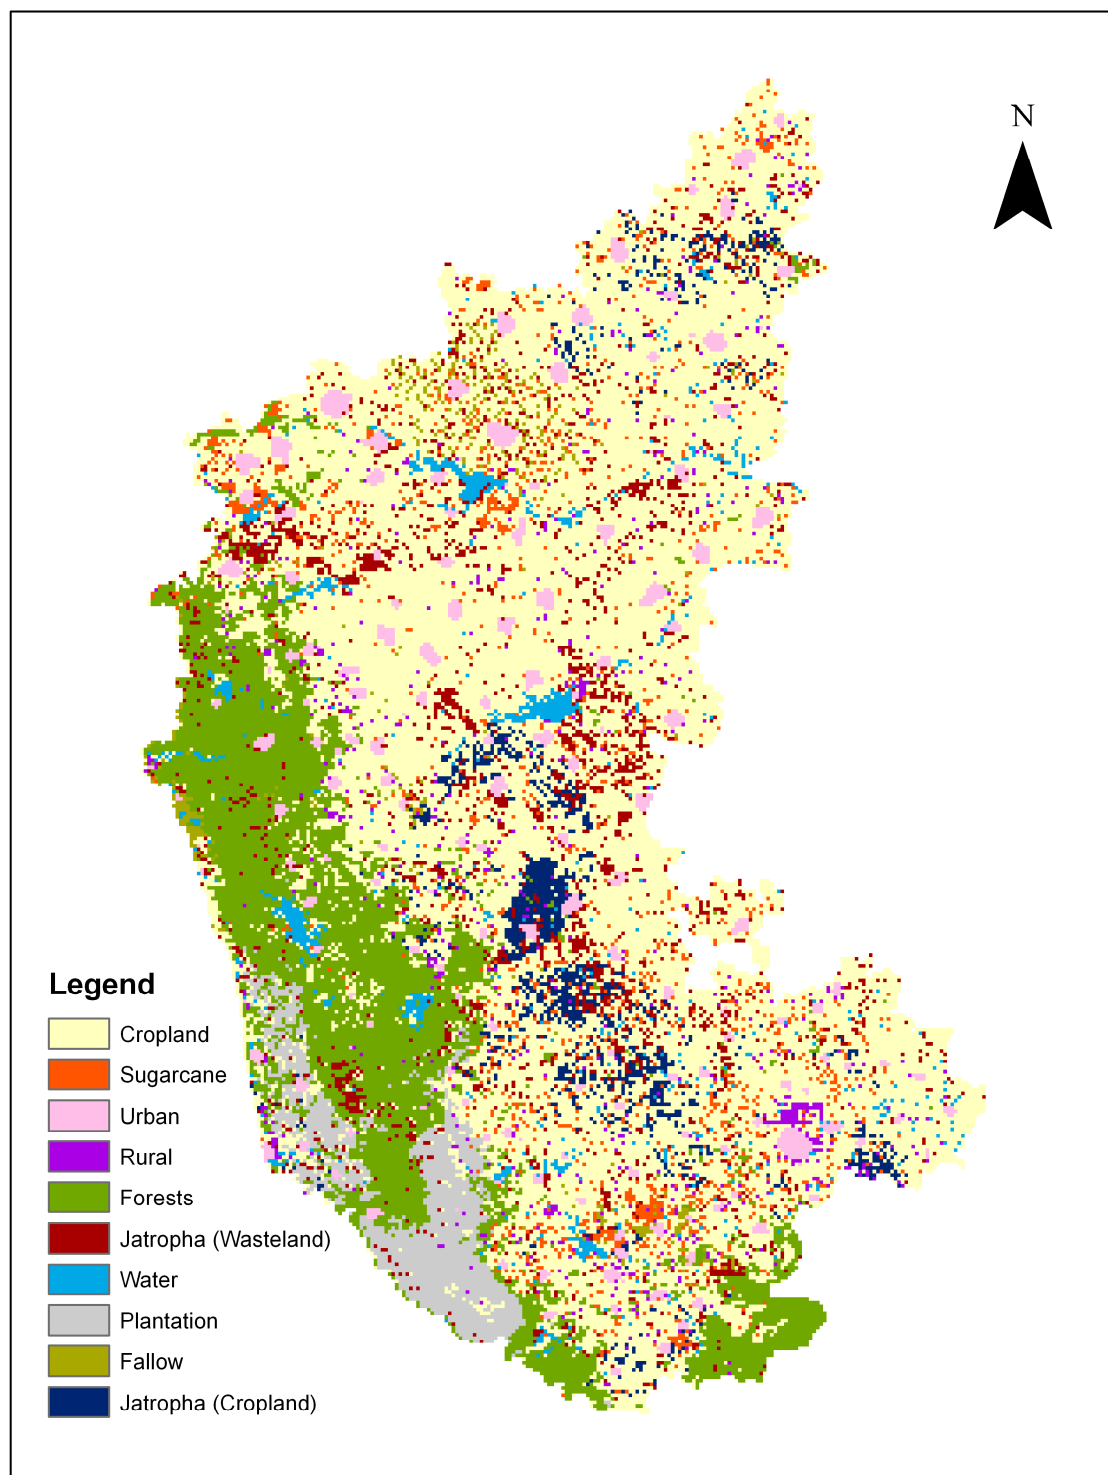 N
Legend
Cropland
Sugarcane
Urban
Rural
Forests
Jatropha (Wasteland)
Water
Plantation
Fallow
Jatropha (Cropland)